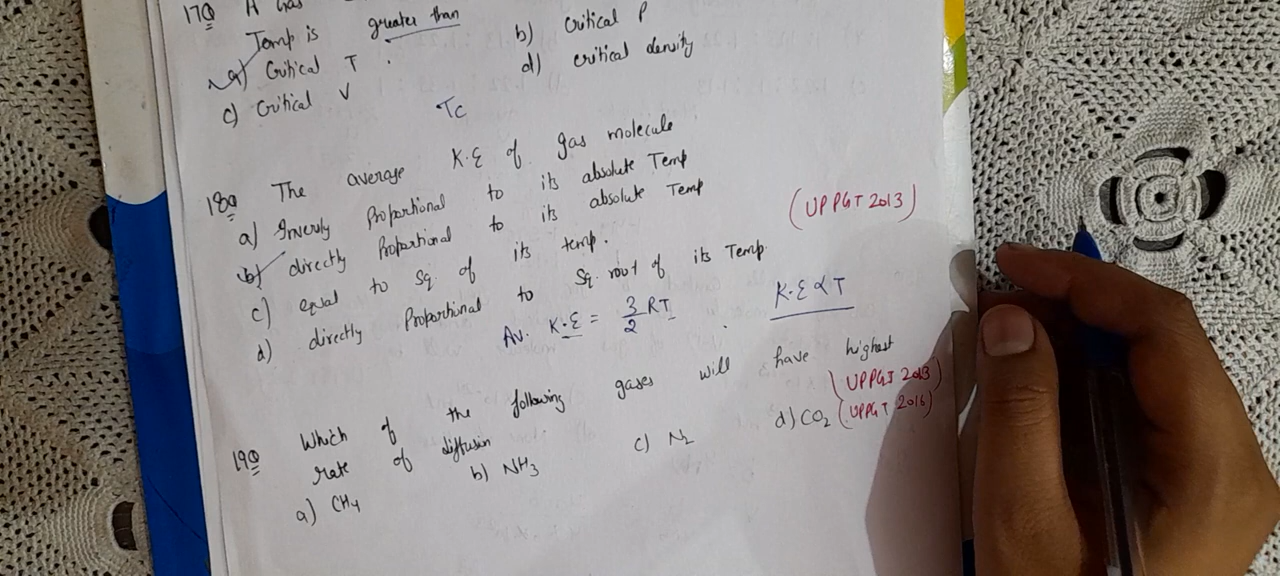 17Q A Gas
Temp is greater than
a) Critical T . b) Critical P
c) Critical V d) critical density
Tc
18Q The average K.E of gas molecule
a) Inversly Proportional to its absolute Temp
b) directly Proportional to its absolute Temp
c) equal to sq. of its temp.
d) directly Proportional to sq. root of its Temp.
(UPPGT 2013)
Av. K.E = 3/2 RT
K.E ∝ T
19Q Which of the following gases will have highest
rate of diffusion
(UPPGT 2013)
(UPPGT 2016)
a) CH4 b) NH3 c) N2 d) CO2